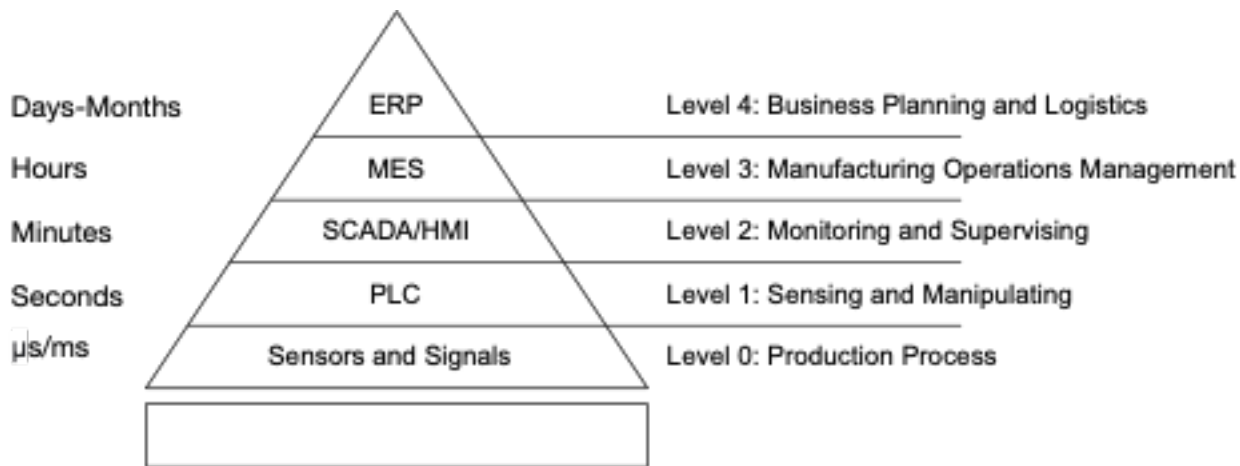 Days-Months ERP Level 4: Business Planning and Logistics
Hours MES Level 3: Manufacturing Operations Management
Minutes SCADA/HMI Level 2: Monitoring and Supervising
Seconds PLC Level 1: Sensing and Manipulating
µs/ms Sensors and Signals Level 0: Production Process